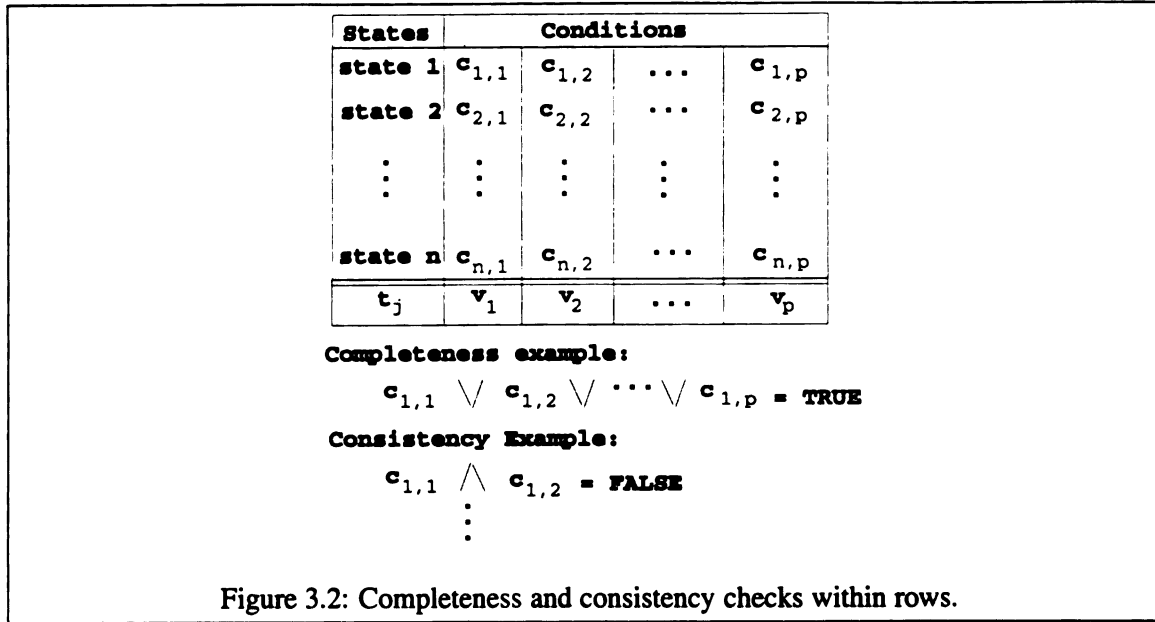 States Conditions
state 1 c1,1 c1,2 ... c1,p
state 2 c2,1 c2,2 ... c2,p
⋮ ⋮ ⋮ ⋮ ⋮
state n cn,1 cn,2 ... cn,p
tj v1 v2 ... vp
Completeness example:
c1,1 \/ c1,2 \/ ... \/ c1,p = TRUE
Consistency Example:
c1,1 /\ c1,2 = FALSE
⋮
Figure 3.2: Completeness and consistency checks within rows.